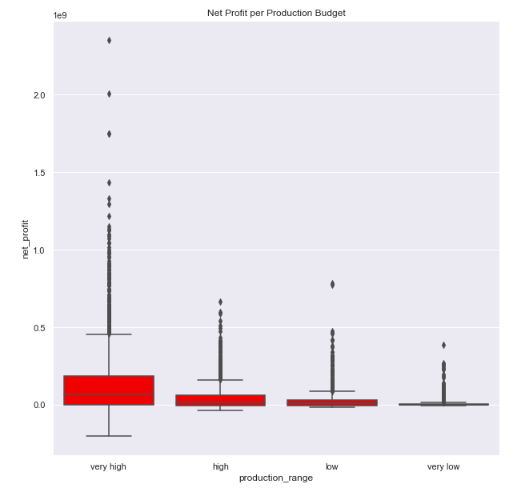 Net Profit per Production Budget
1e9
2.0
1.5
1.0
0.5
0.0
net_profit
very high high low very low
production_range